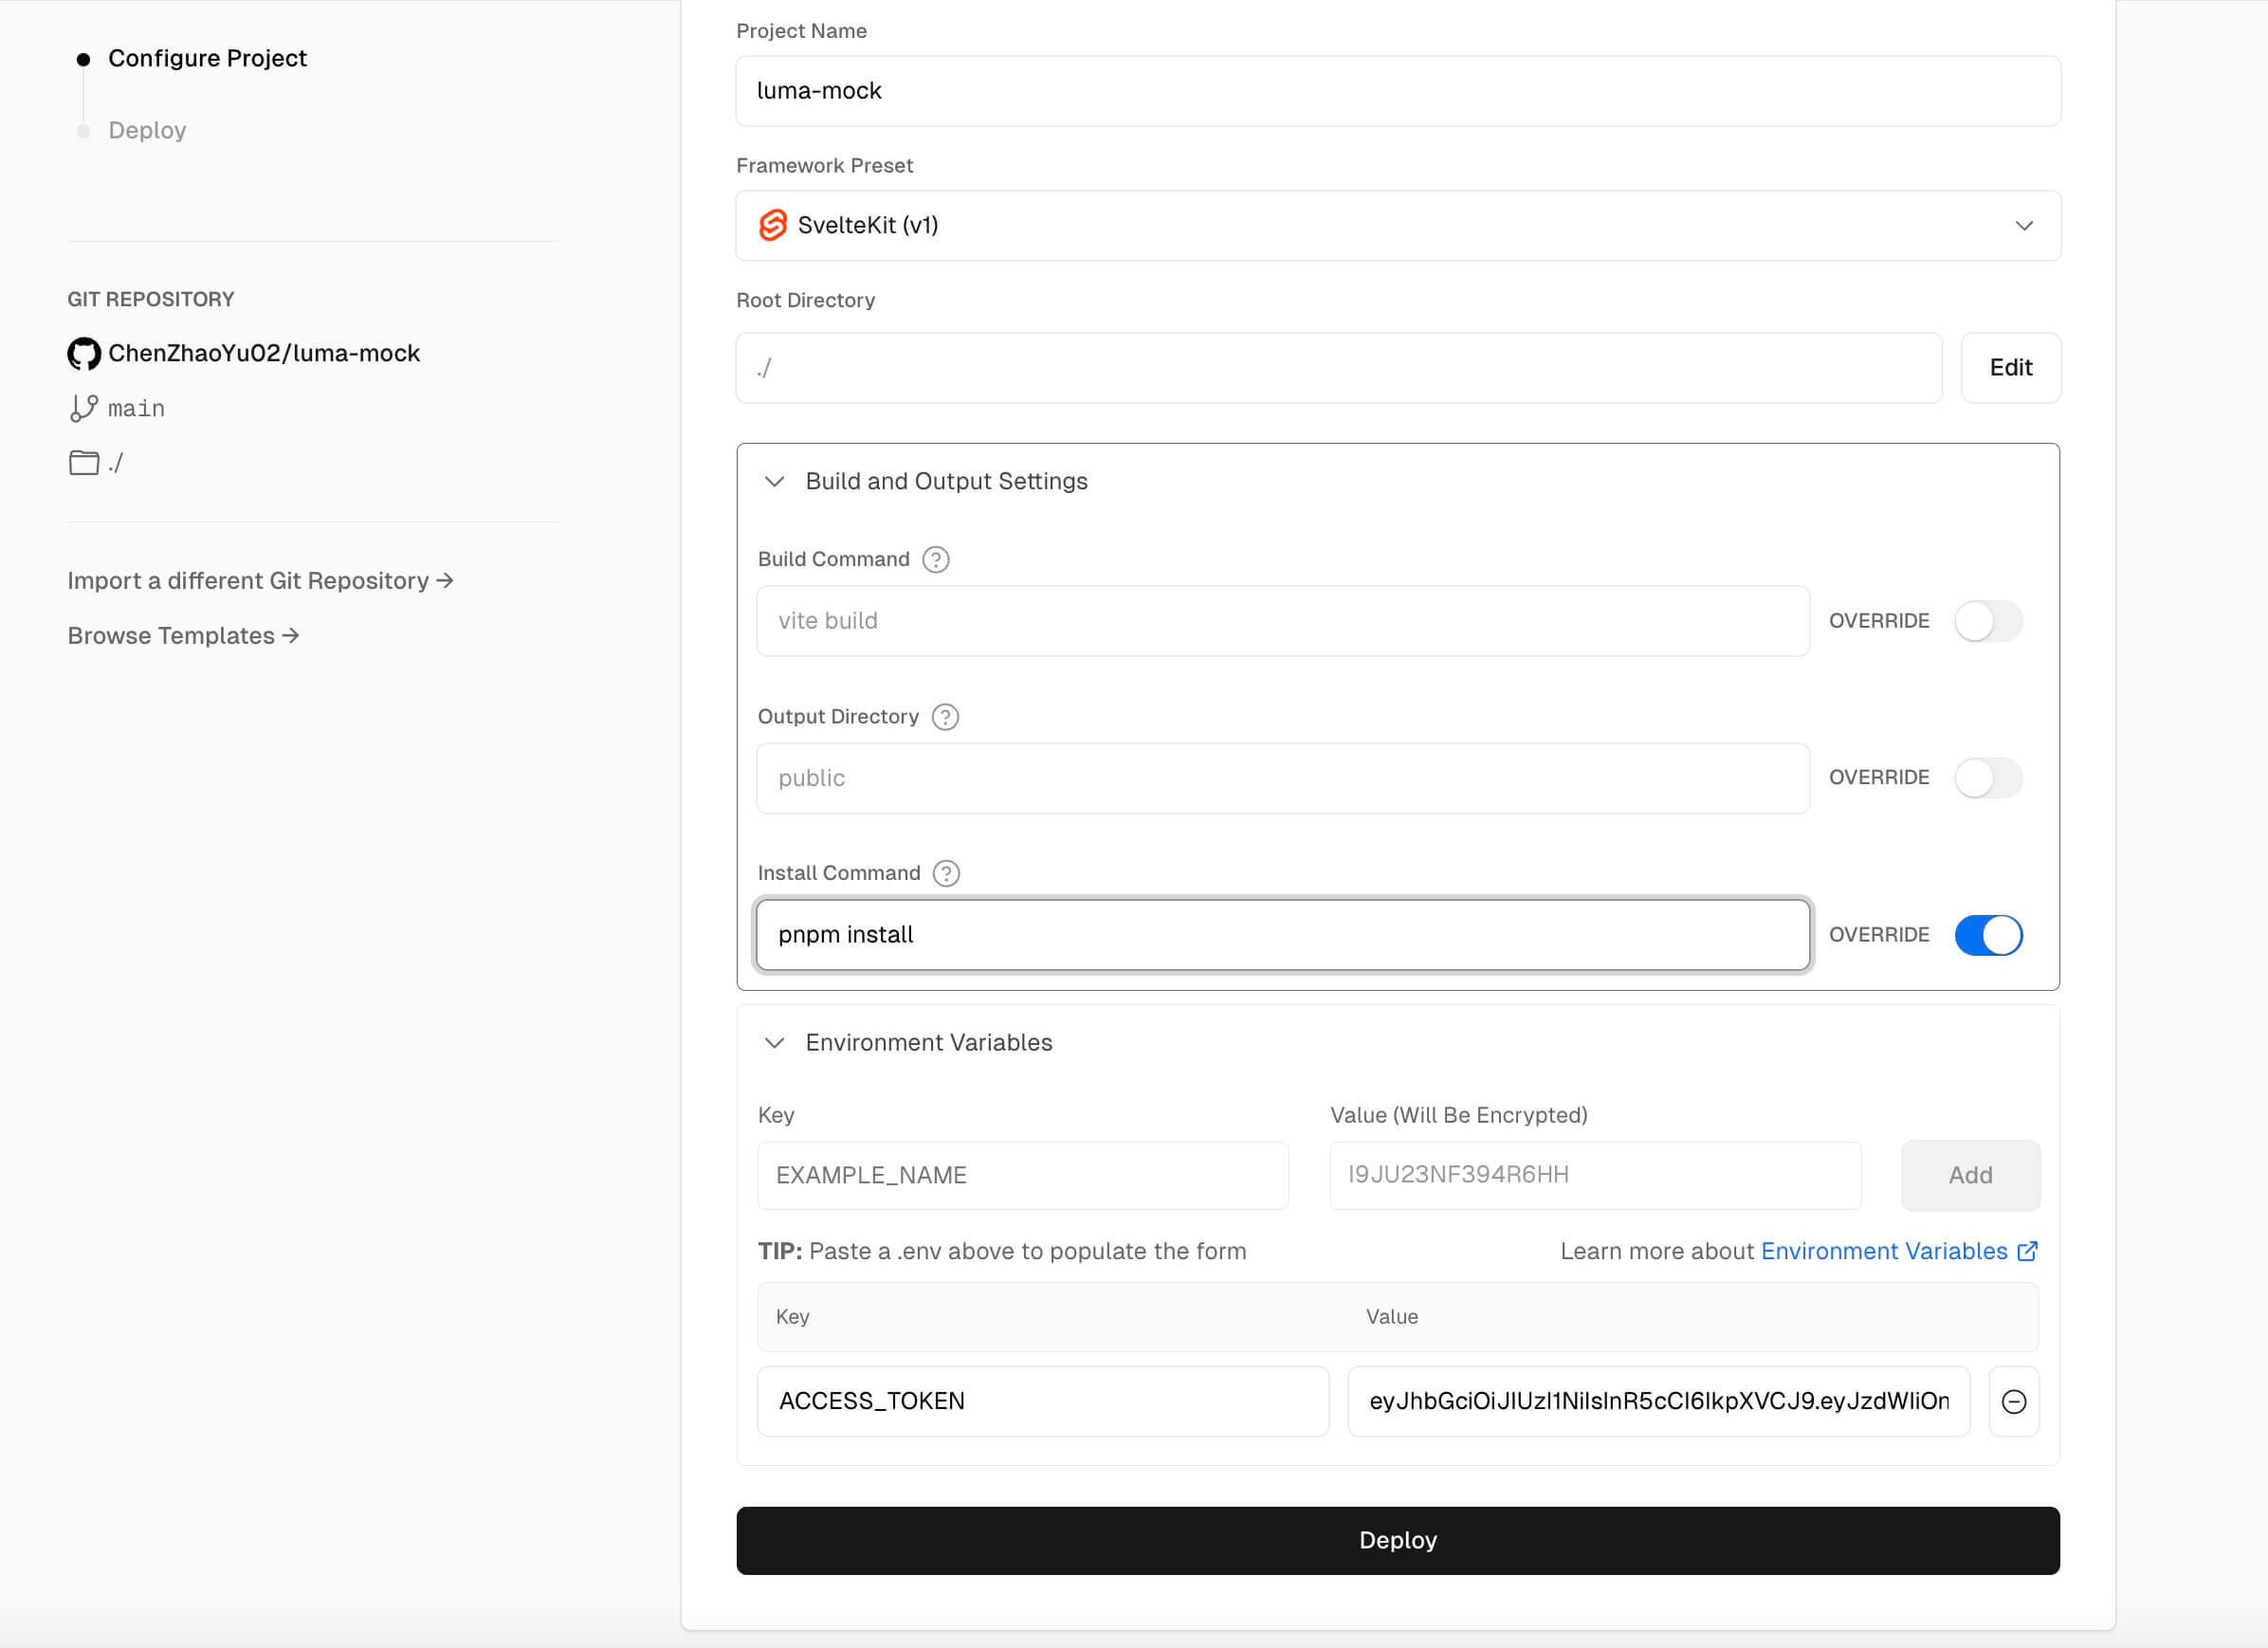 Configure Project
Deploy
GIT REPOSITORY
ChenZhaoYu02/luma-mock
main
./
Import a different Git Repository →
Browse Templates →
Project Name
luma-mock
Framework Preset
SvelteKit (v1)
Root Directory
./
Edit
Build and Output Settings
Build Command ?
vite build
OVERRIDE
Output Directory ?
public
OVERRIDE
Install Command ?
pnpm install
OVERRIDE
Environment Variables
Key
Value (Will Be Encrypted)
EXAMPLE_NAME
I9JU23NF394R6HH
Add
TIP: Paste a .env above to populate the form
Learn more about Environment Variables
Key
Value
ACCESS_TOKEN
eyJhbGciOiJIUzI1NiIsInR5cCI6IkpXVCJ9.eyJzdWIiOn
Deploy